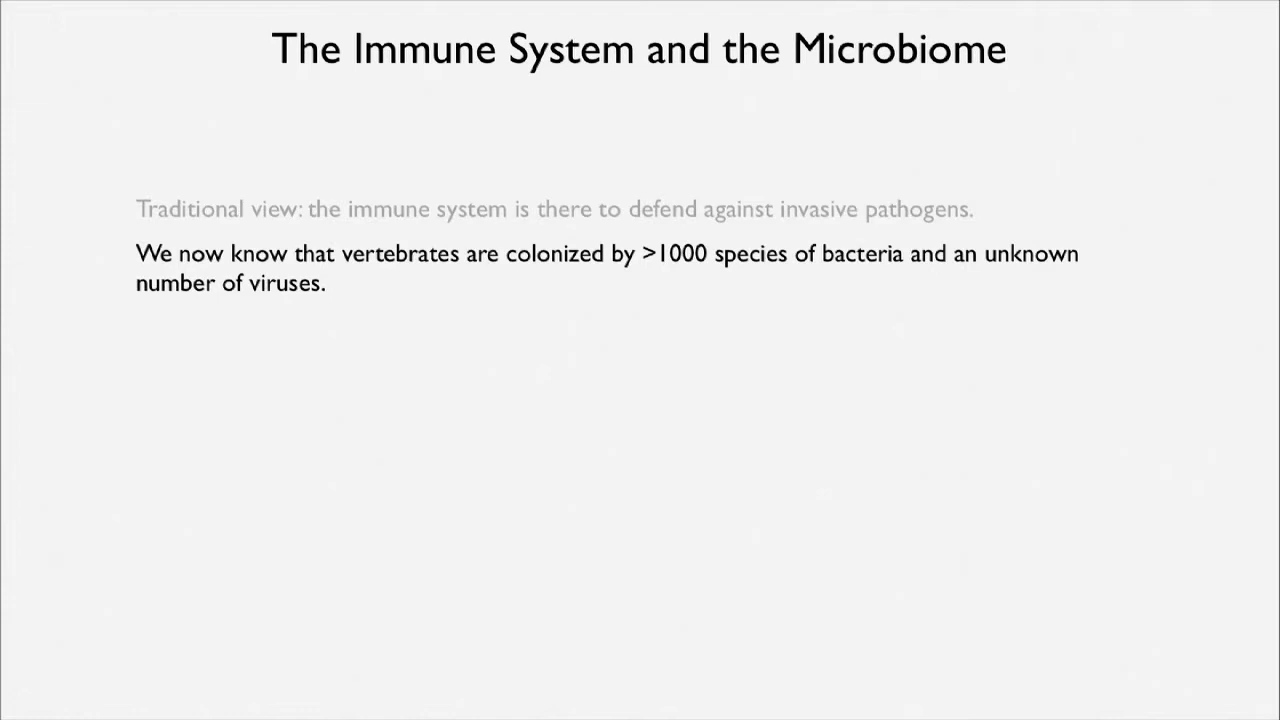 The Immune System and the Microbiome
Traditional view: the immune system is there to defend against invasive pathogens.
We now know that vertebrates are colonized by >1000 species of bacteria and an unknown
number of viruses.